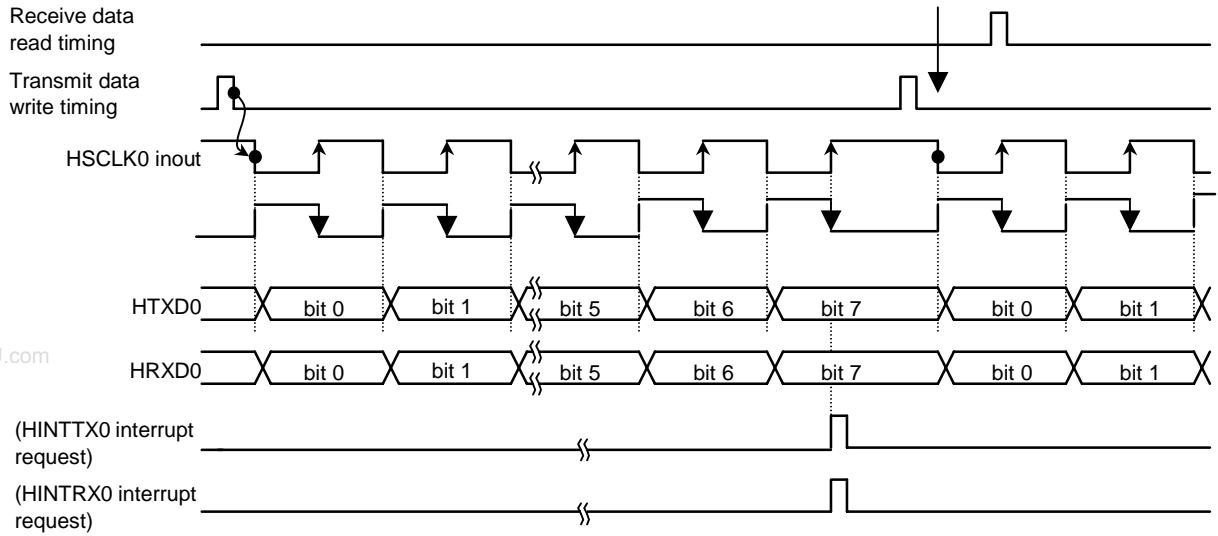 Receive data
read timing
Transmit data
write timing
HSCLK0 inout
HTXD0 bit 0 bit 1 bit 5 bit 6 bit 7 bit 0 bit 1
.com
HRXD0 bit 0 bit 1 bit 5 bit 6 bit 7 bit 0 bit 1
(HINTTX0 interrupt
request)
(HINTRX0 interrupt
request)